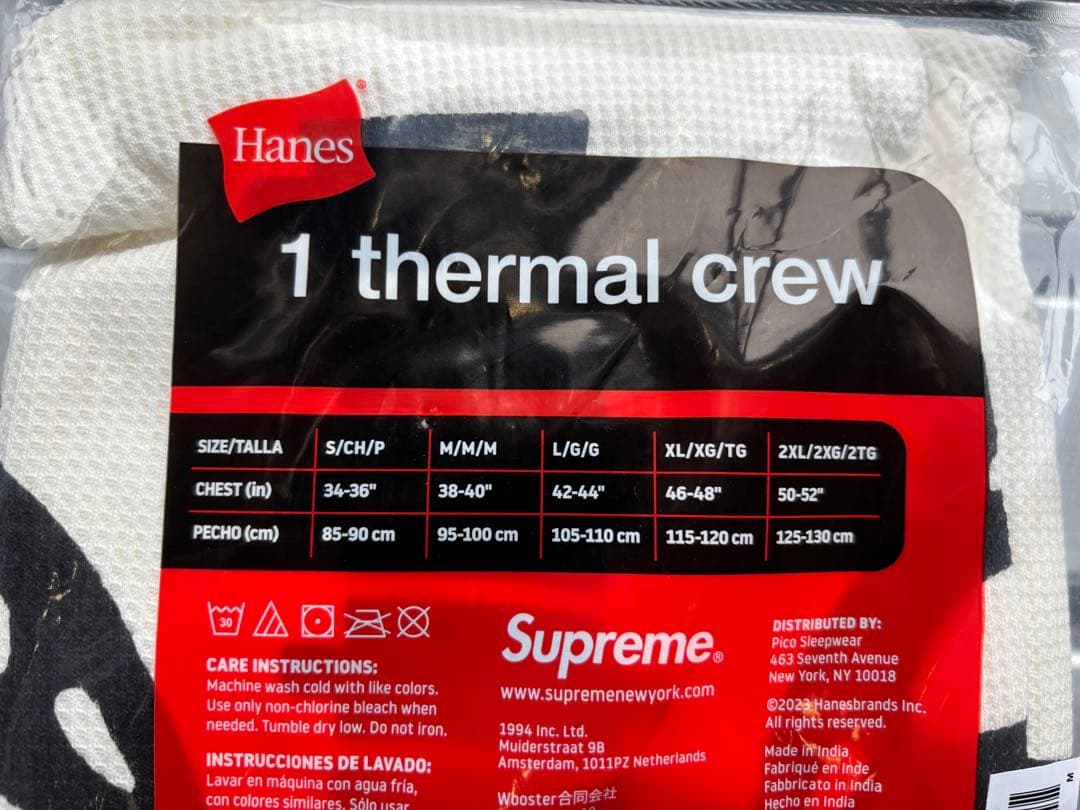 Hanes®
1 thermal crew
SIZE/TALLA S/CH/P M/M/M L/G/G XL/XG/TG 2XL/2XG/2TG
CHEST (in) 34-36" 38-40" 42-44" 46-48" 50-52"
PECHO (cm) 85-90 cm 95-100 cm 105-110 cm 115-120 cm 125-130 cm
30
CARE INSTRUCTIONS:
Machine wash cold with like colors.
Use only non-chlorine bleach when
needed. Tumble dry low. Do not iron.
INSTRUCCIONES DE LAVADO:
Lavar en máquina con agua fría,
con colores similares. Sólo usar
Supreme®
www.supremenewyork.com
1994 Inc. Ltd.
Muiderstraat 9B
Amsterdam, 1011PZ Netherlands
Wooster合同会社
DISTRIBUTED BY:
Pico Sleepwear
463 Seventh Avenue
New York, NY 10018
©2023 Hanesbrands Inc.
All rights reserved.
Made in India
Fabriqué en Inde
Fabbricato in India
Hecho en India
M